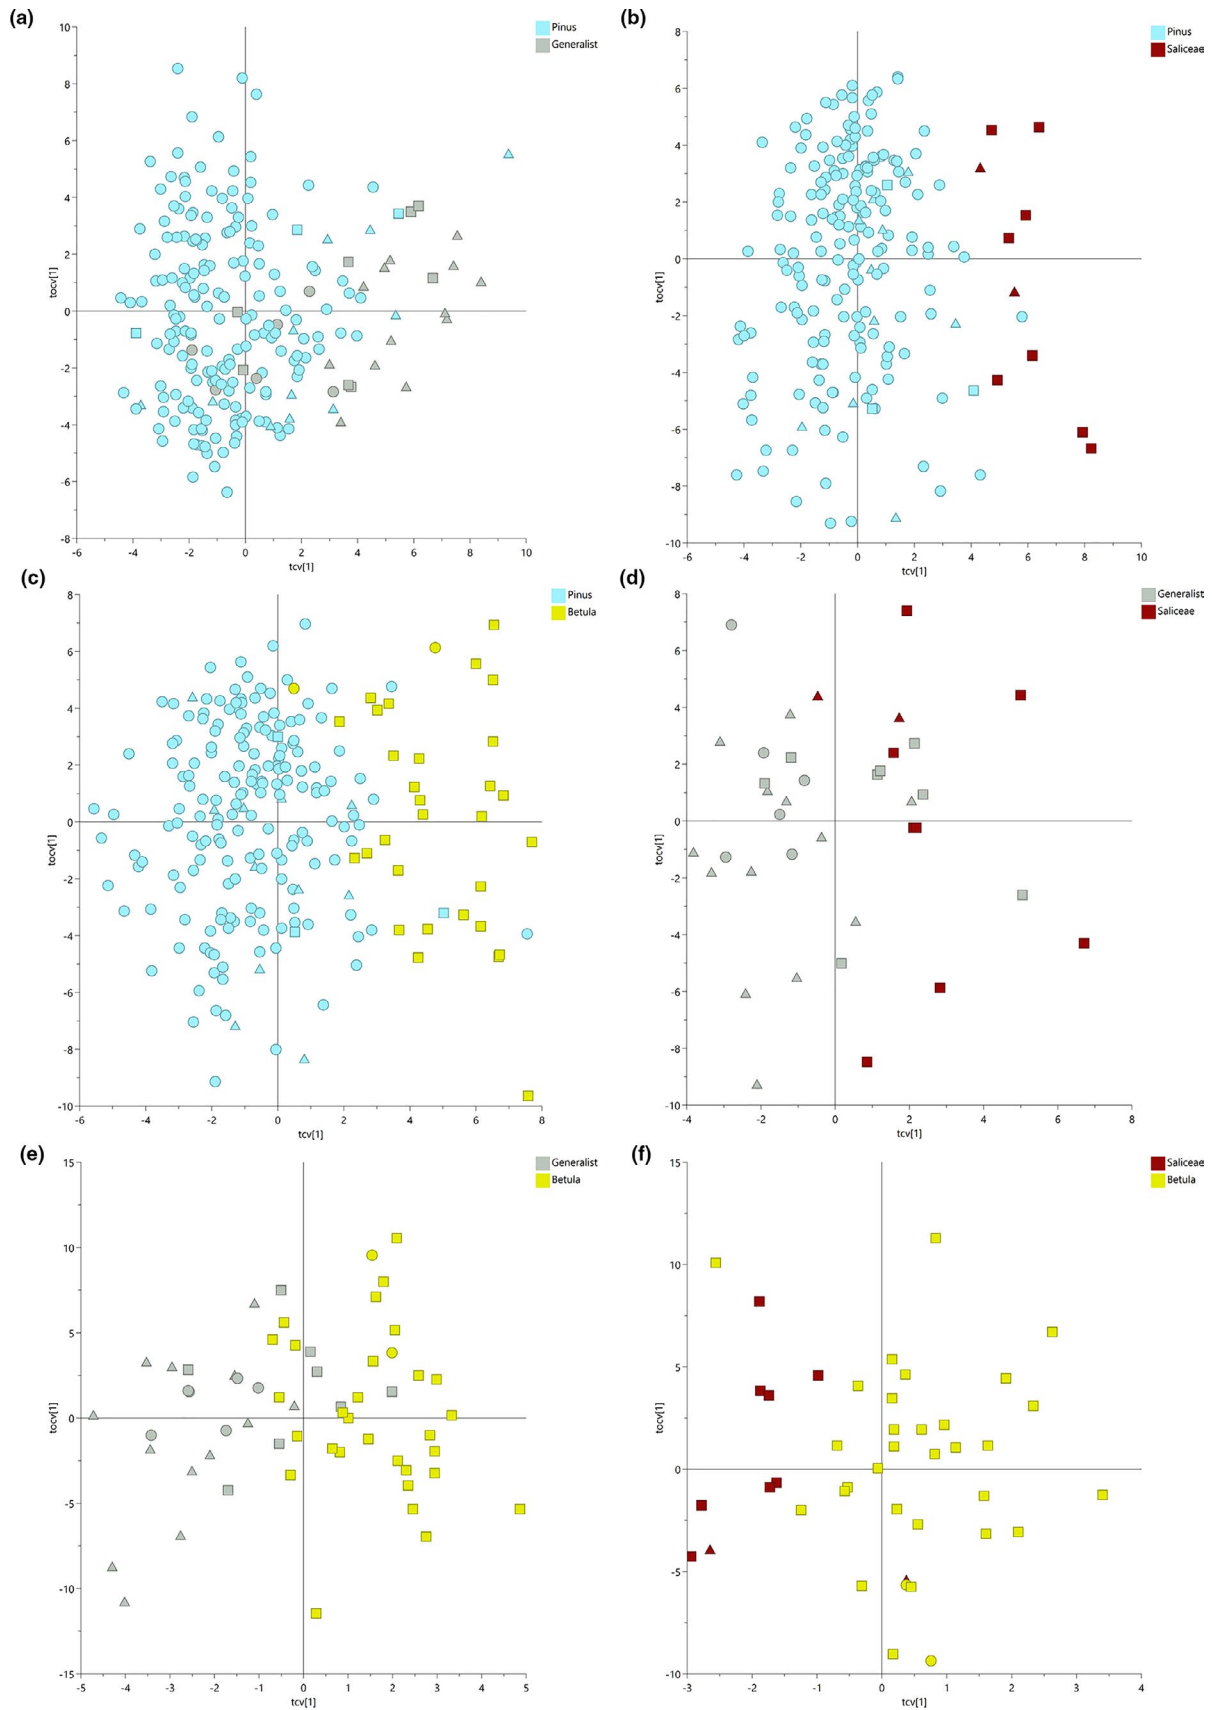 (a)
Pinus
Generalist
10
8
6
4
2
0
-2
-4
-6
-8
tocv[1]
-6 -4 -2 0 2 4 6 8 10
tcv[1]
(b)
Pinus
Saliceae
8
6
4
2
0
-2
-4
-6
-8
-10
tocv[1]
-6 -4 -2 0 2 4 6 8 10
tcv[1]
(c)
Pinus
Betula
8
6
4
2
0
-2
-4
-6
-8
-10
tocv[1]
-6 -4 -2 0 2 4 6 8
tcv[1]
(d)
Generalist
Saliceae
8
6
4
2
0
-2
-4
-6
-8
-10
tocv[1]
-4 -2 0 2 4 6 8
tcv[1]
(e)
Generalist
Betula
15
10
5
0
-5
-10
-15
tocv[1]
-5 -4 -3 -2 -1 0 1 2 3 4 5
tcv[1]
(f)
Saliceae
Betula
15
10
5
0
-5
-10
tocv[1]
-3 -2 -1 0 1 2 3 4
tcv[1]